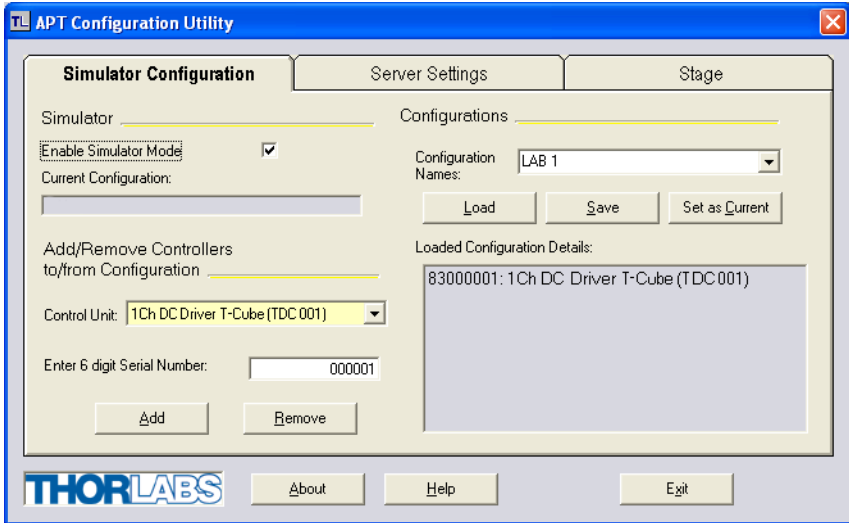 TL APT Configuration Utility
Simulator Configuration
Server Settings
Stage
Simulator
Enable Simulator Mode
Current Configuration:
Add/Remove Controllers
to/from Configuration
Control Unit: 1Ch DC Driver T-Cube (TDC001)
Enter 6 digit Serial Number: 000001
Add
Remove
Configurations
Configuration
Names:
LAB 1
Load
Save
Set as Current
Loaded Configuration Details:
83000001: 1Ch DC Driver T-Cube (TDC001)
THORLABS
About
Help
Exit